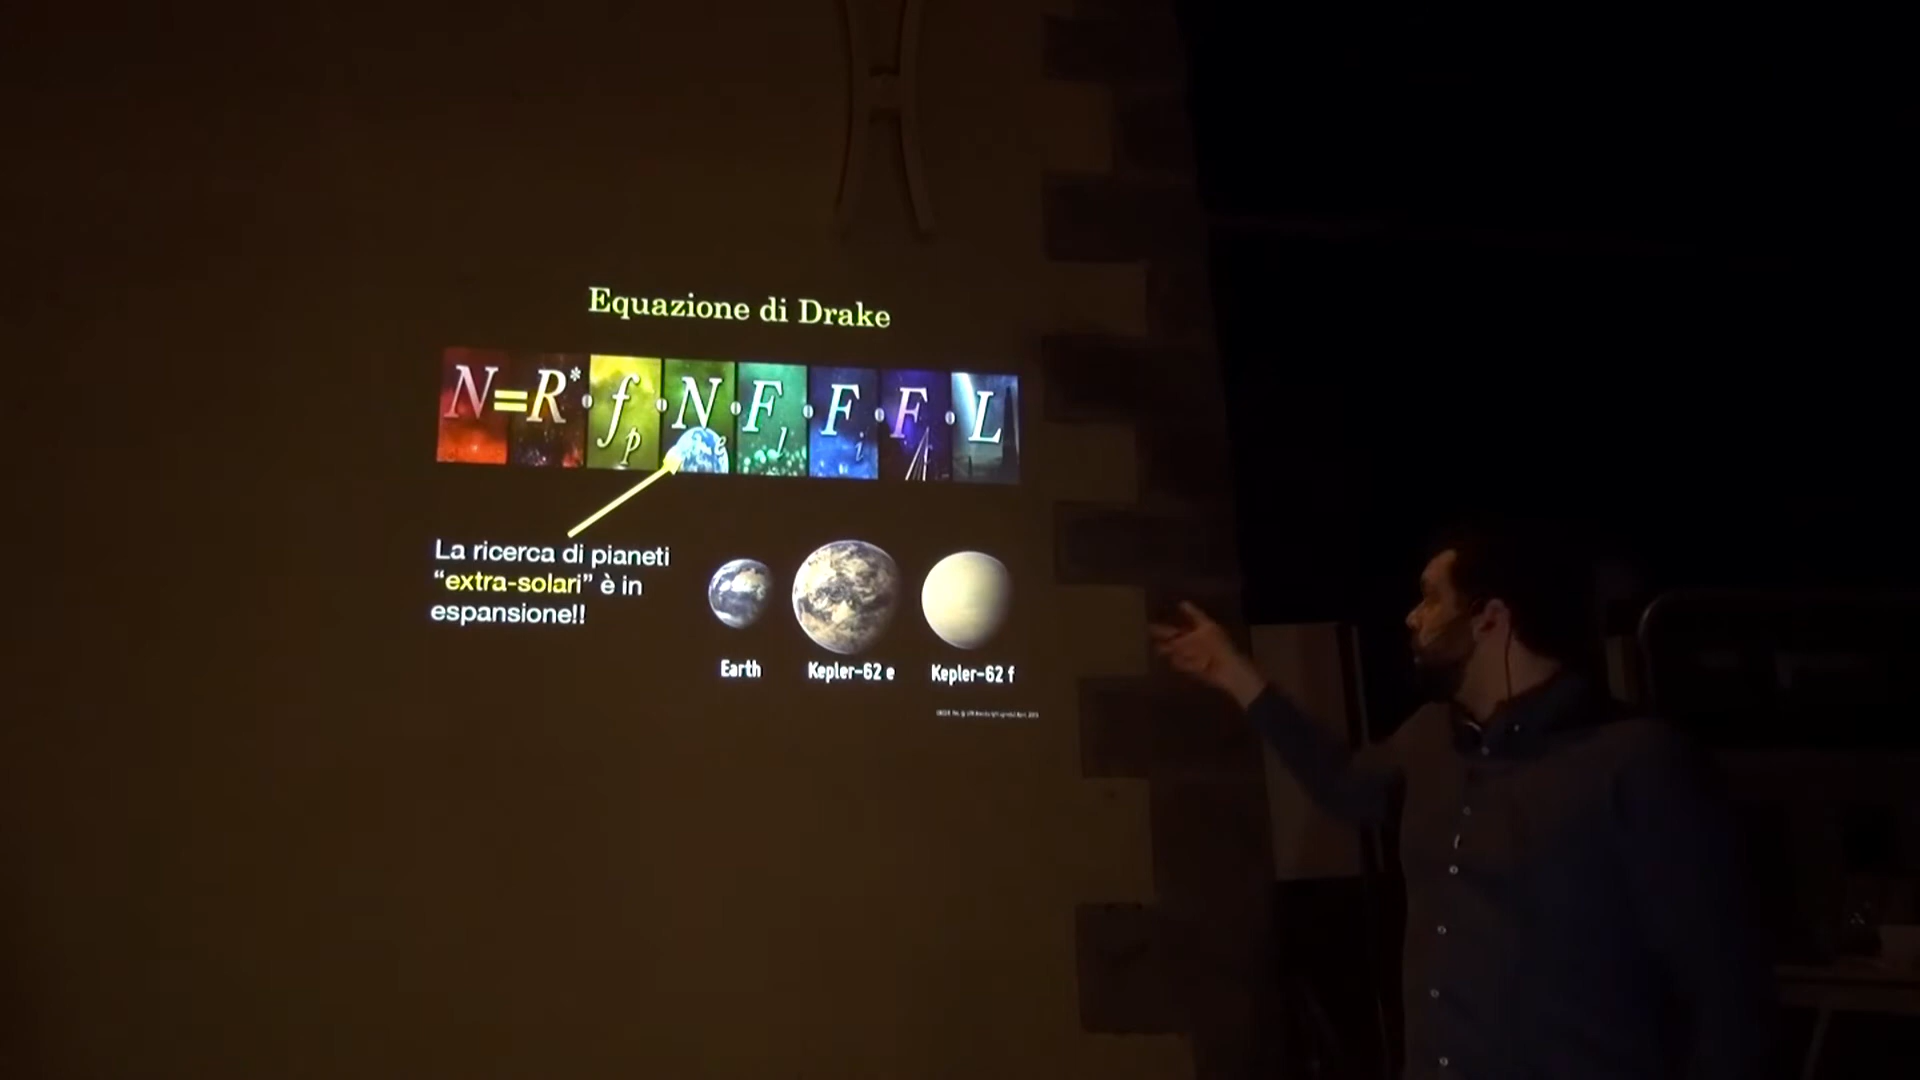 Equazione di Drake
N=R*·fp·Ne·Fl·Fi·Fc·L
La ricerca di pianeti
“extra-solari” è in
espansione!!
Earth Kepler-62 e Kepler-62 f